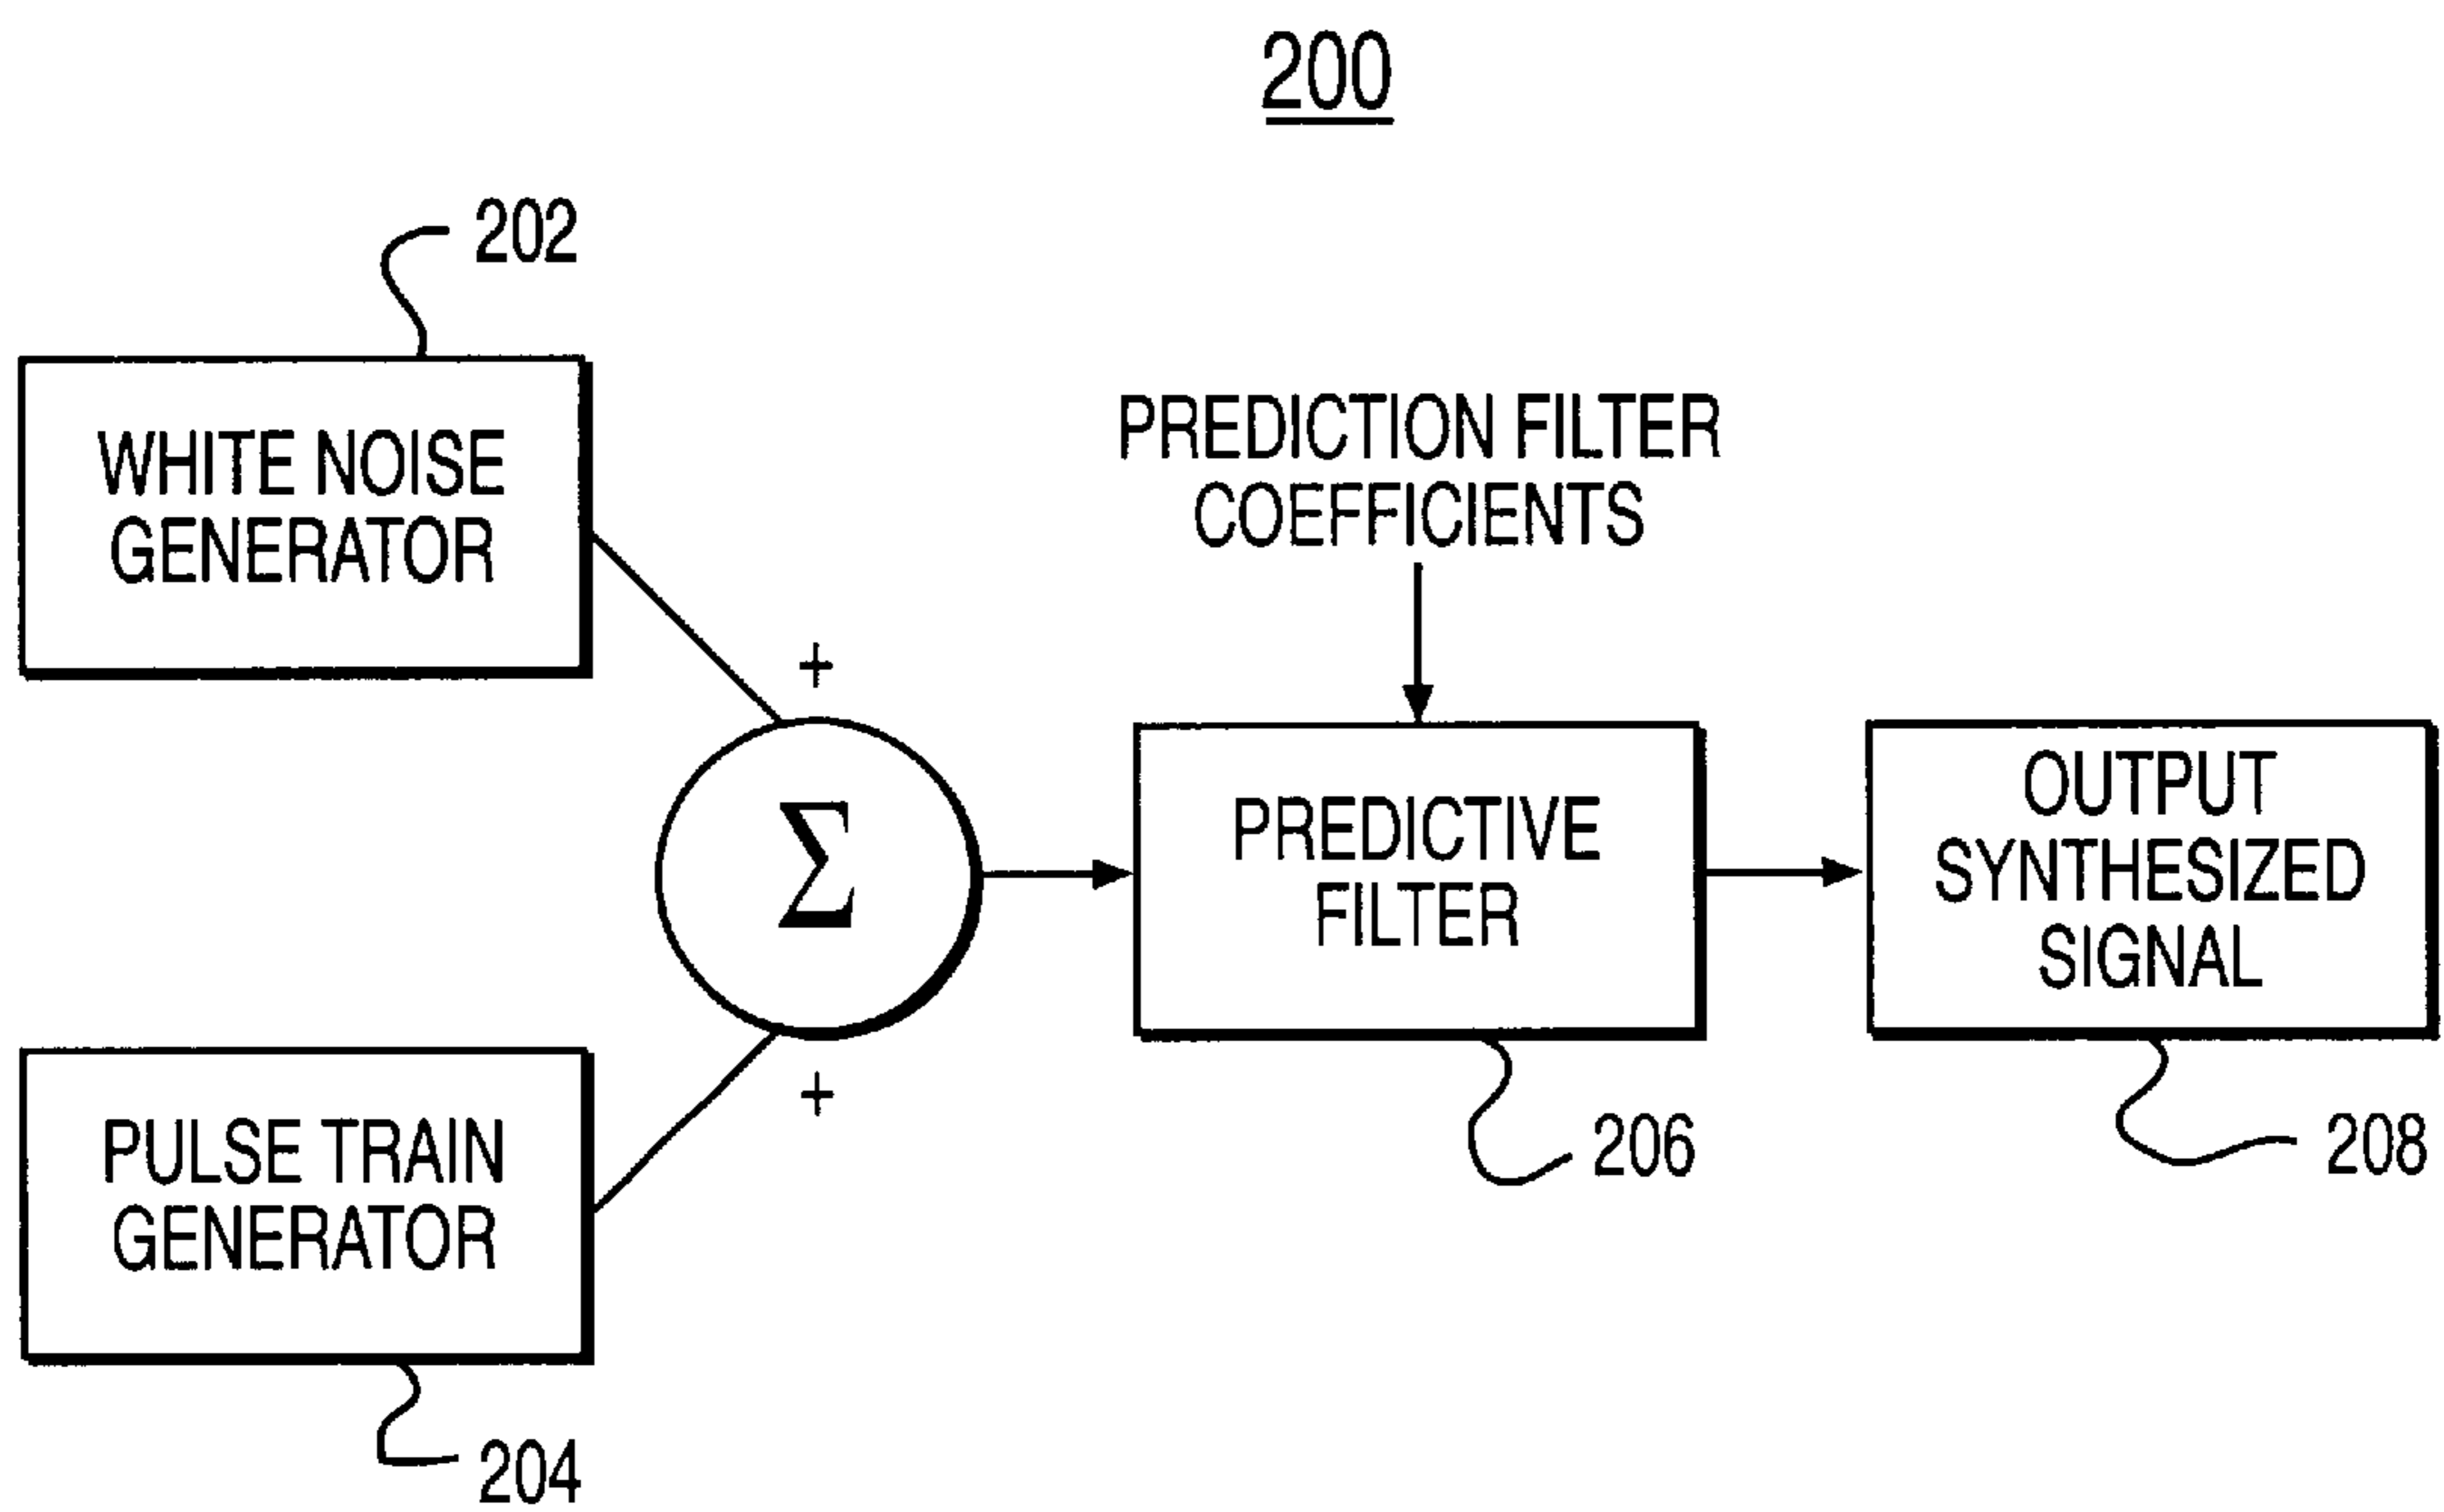 200
202
WHITE NOISE
GENERATOR
PREDICTION FILTER
COEFFICIENTS
+
Σ
PREDICTIVE
FILTER
OUTPUT
SYNTHESIZED
SIGNAL
+
206
208
PULSE TRAIN
GENERATOR
204